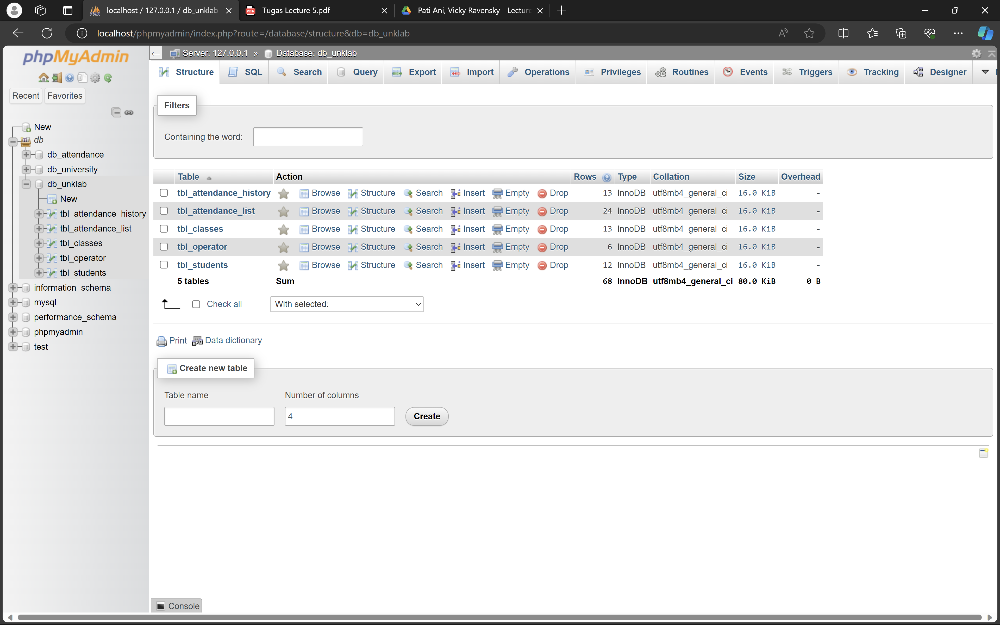 localhost / 127.0.0.1 / db_unklab
Tugas Lecture 5.pdf
Pati Ani, Vicky Ravensky - Lecture
localhost/phpmyadmin/index.php?route=/database/structure&db=db_unklab
phpMyAdmin
Recent Favorites
New
db
db_attendance
db_university
db_unklab
New
tbl_attendance_history
tbl_attendance_list
tbl_classes
tbl_operator
tbl_students
information_schema
mysql
performance_schema
phpmyadmin
test
Server: 127.0.0.1 » Database: db_unklab
Structure SQL Search Query Export Import Operations Privileges Routines Events Triggers Tracking Designer
Filters
Containing the word:
Table Action Rows Type Collation Size Overhead
tbl_attendance_history Browse Structure Search Insert Empty Drop 13 InnoDB utf8mb4_general_ci 16.0 KiB -
tbl_attendance_list Browse Structure Search Insert Empty Drop 24 InnoDB utf8mb4_general_ci 16.0 KiB -
tbl_classes Browse Structure Search Insert Empty Drop 13 InnoDB utf8mb4_general_ci 16.0 KiB -
tbl_operator Browse Structure Search Insert Empty Drop 6 InnoDB utf8mb4_general_ci 16.0 KiB -
tbl_students Browse Structure Search Insert Empty Drop 12 InnoDB utf8mb4_general_ci 16.0 KiB -
5 tables Sum 68 InnoDB utf8mb4_general_ci 80.0 KiB 0 B
Check all With selected:
Print Data dictionary
Create new table
Table name Number of columns
4 Create
Console